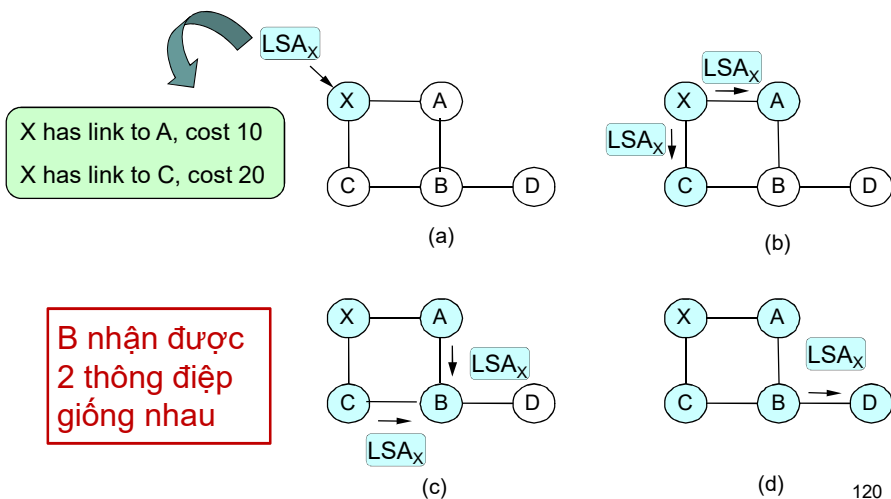 LSAX
X has link to A, cost 10
X has link to C, cost 20
X A
C B D
(a)
LSAX
X A
LSAX
C B D
(b)
B nhận được
2 thông điệp
giống nhau
X A
LSAX
C B D
LSAX
(c)
X A
LSAX
C B D
(d)
120